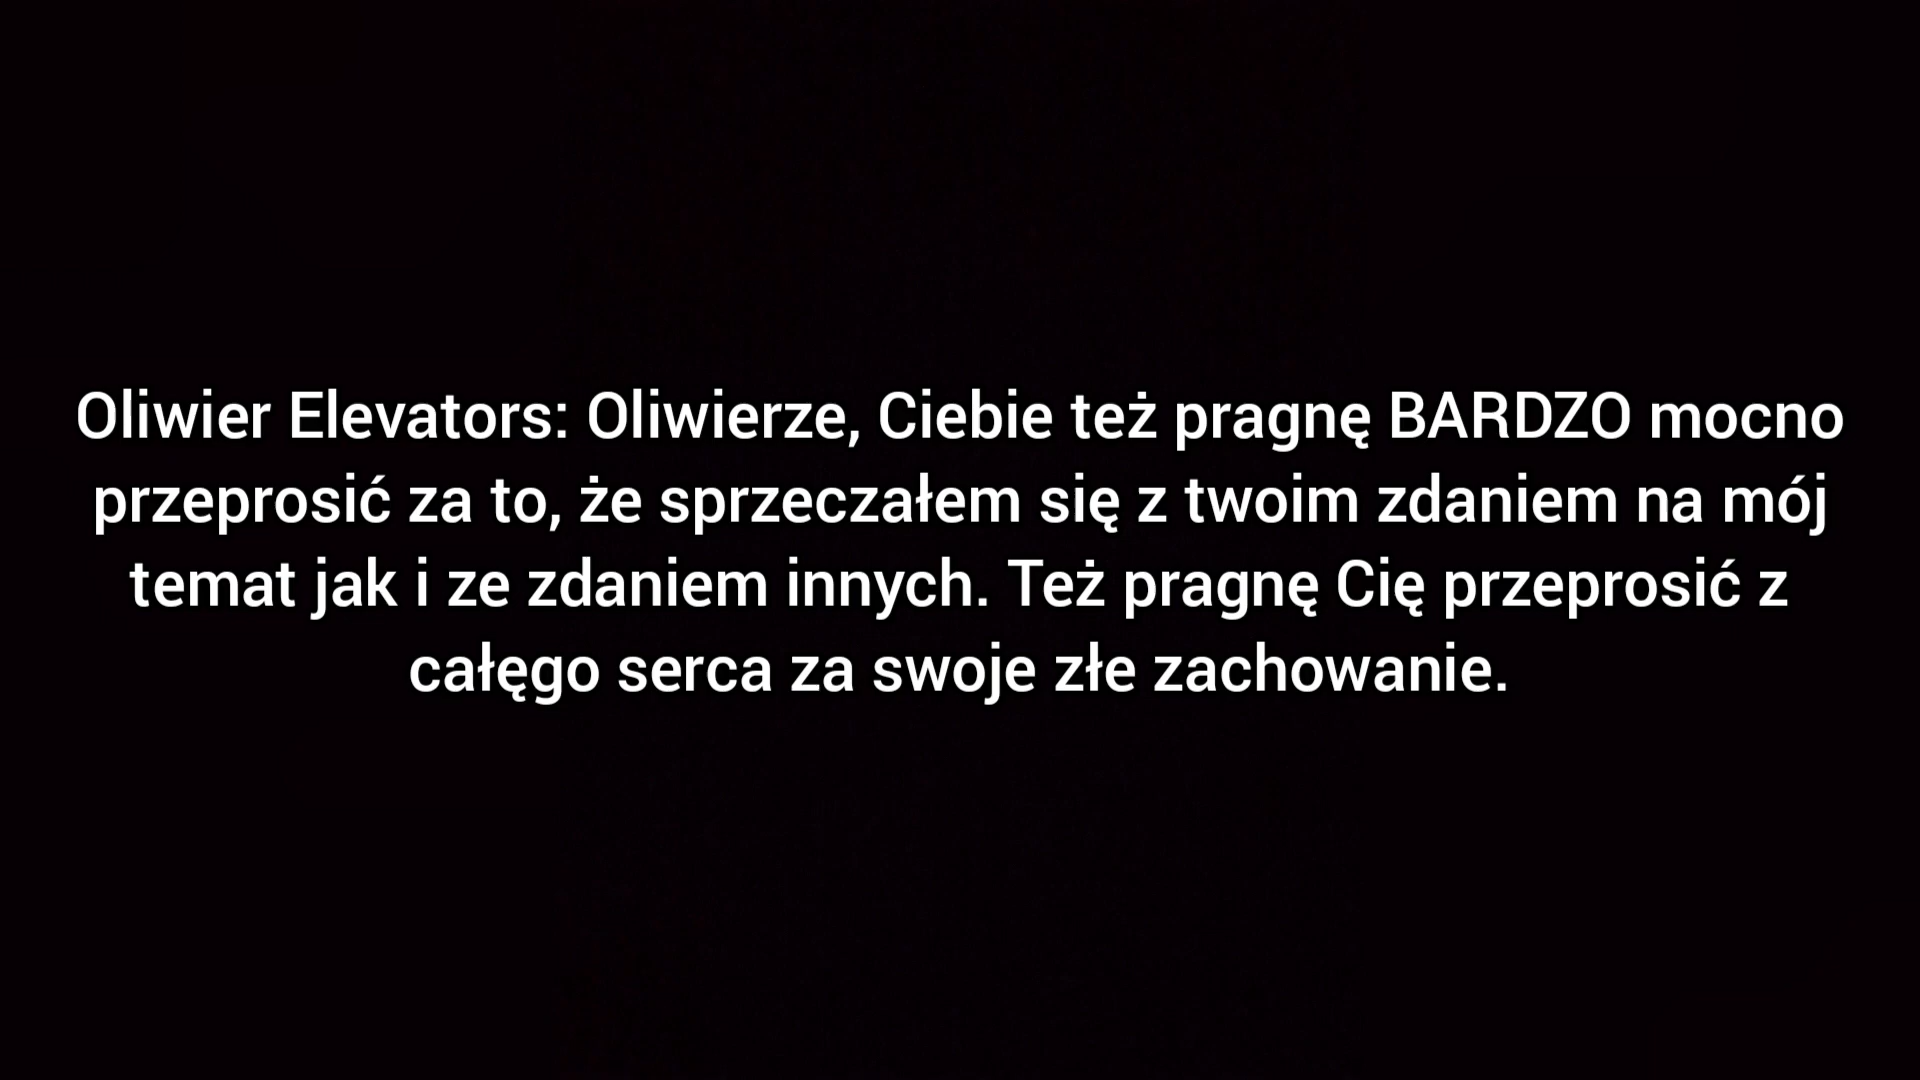 Oliwier Elevators: Oliwierze, Ciebie też pragnę BARDZO mocno
przeprosić za to, że sprzeczałem się z twoim zdaniem na mój
temat jak i ze zdaniem innych. Też pragnę Cię przeprosić z
całęgo serca za swoje złe zachowanie.